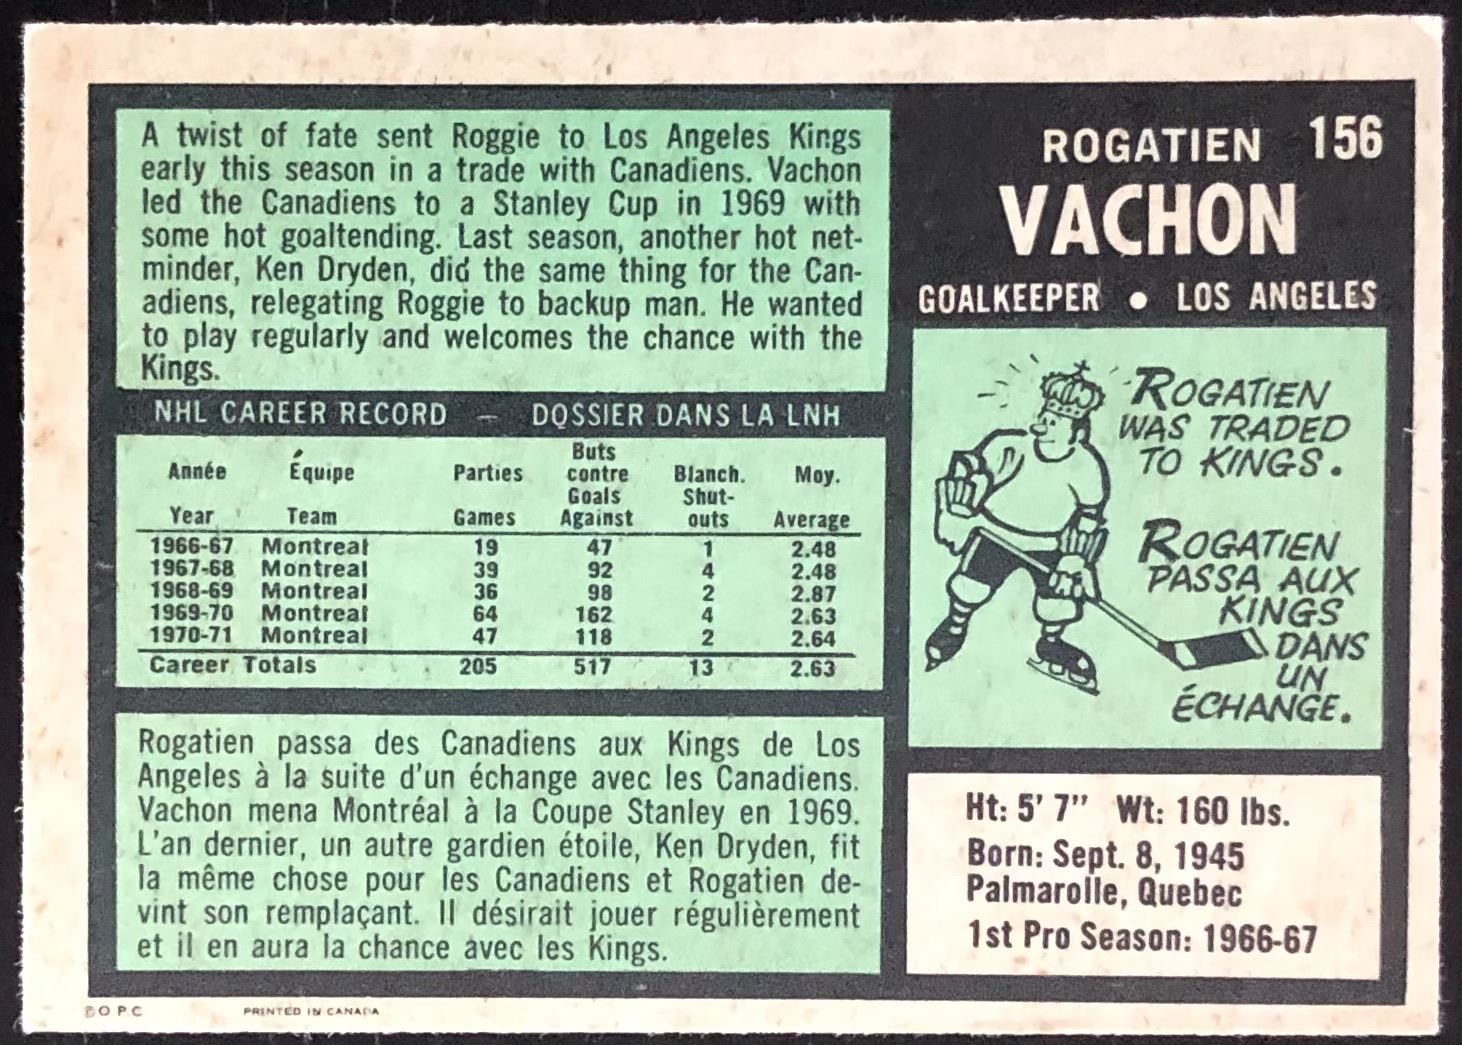 A twist of fate sent Roggie to Los Angeles Kings
early this season in a trade with Canadiens. Vachon
led the Canadiens to a Stanley Cup in 1969 with
some hot goaltending. Last season, another hot net-
minder, Ken Dryden, did the same thing for the Can-
adiens, relegating Roggie to backup man. He wanted
to play regularly and welcomes the chance with the
Kings.
NHL CAREER RECORD — DOSSIER DANS LA LNH
Année Équipe Parties Buts contre Blanch. Moy.
Year Team Games Goals Against Shut-outs Average
1966-67 Montreal 19 47 1 2.48
1967-68 Montreal 39 92 4 2.48
1968-69 Montreal 36 98 2 2.87
1969-70 Montreal 64 162 4 2.63
1970-71 Montreal 47 118 2 2.64
Career Totals 205 517 13 2.63
Rogatien passa des Canadiens aux Kings de Los
Angeles à la suite d'un échange avec les Canadiens.
Vachon mena Montréal à la Coupe Stanley en 1969.
L'an dernier, un autre gardien étoile, Ken Dryden, fit
la même chose pour les Canadiens et Rogatien de-
vint son remplaçant. Il désirait jouer régulièrement
et il en aura la chance avec les Kings.
©OPC PRINTED IN CANADA
ROGATIEN 156
VACHON
GOALKEEPER • LOS ANGELES
ROGATIEN
WAS TRADED
TO KINGS.
ROGATIEN
PASSA AUX
KINGS
DANS
UN
ÉCHANGE.
Ht: 5' 7" Wt: 160 lbs.
Born: Sept. 8, 1945
Palmarolle, Quebec
1st Pro Season: 1966-67